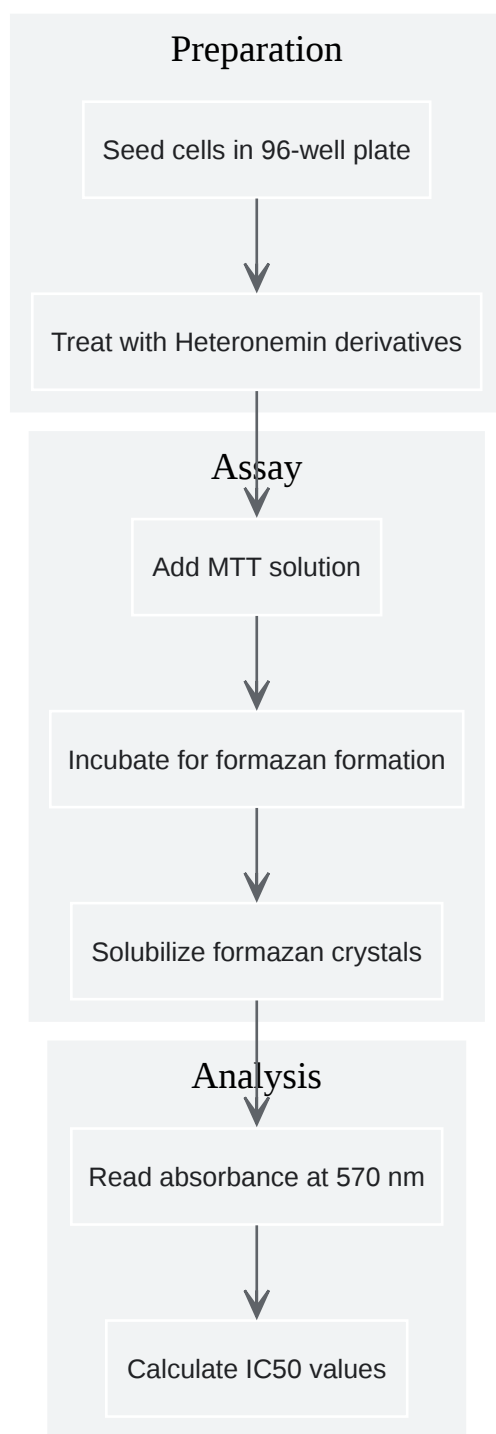 Preparation
Seed cells in 96-well plate
Treat with Heteronemin derivatives
Assay
Add MTT solution
Incubate for formazan formation
Solubilize formazan crystals
Analysis
Read absorbance at 570 nm
Calculate IC50 values